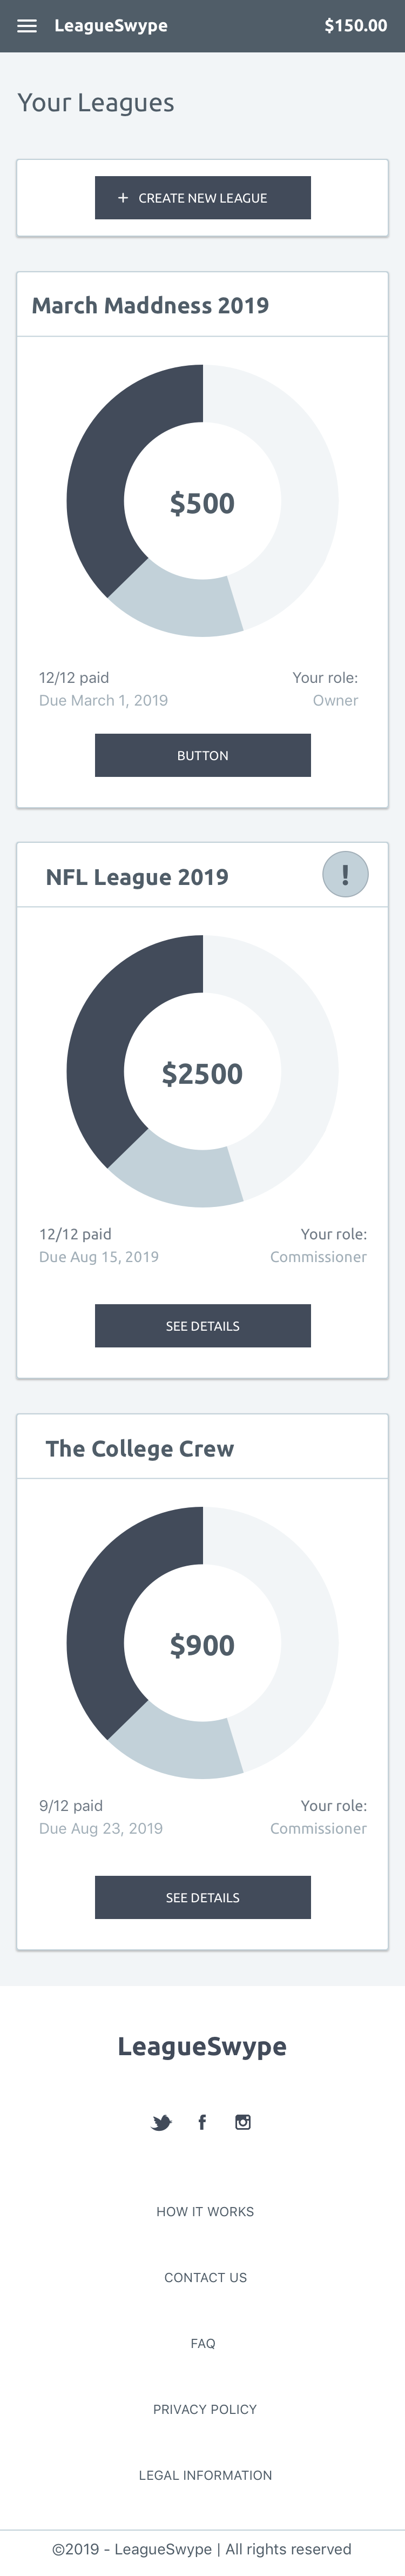 LeagueSwype $150.00
Your Leagues
+ CREATE NEW LEAGUE
March Maddness 2019
$500
12/12 paid Your role:
Due March 1, 2019 Owner
BUTTON
NFL League 2019 !
$2500
12/12 paid Your role:
Due Aug 15, 2019 Commissioner
SEE DETAILS
The College Crew
$900
9/12 paid Your role:
Due Aug 23, 2019 Commissioner
SEE DETAILS
LeagueSwype
HOW IT WORKS
CONTACT US
FAQ
PRIVACY POLICY
LEGAL INFORMATION
©2019 - LeagueSwype | All rights reserved